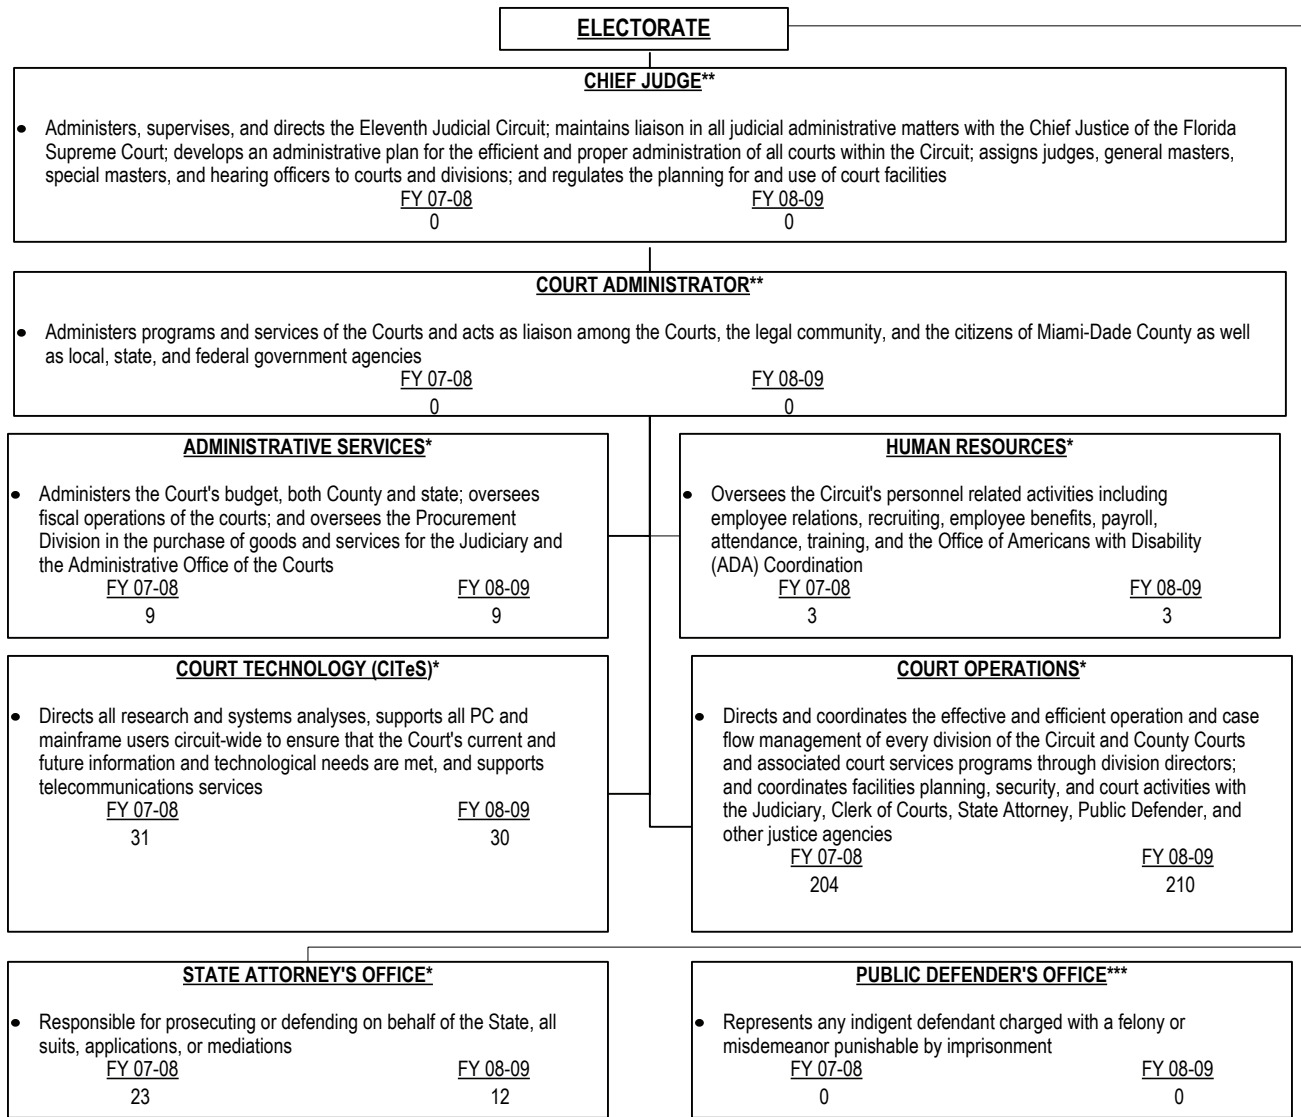 ELECTORATE
CHIEF JUDGE**
• Administers, supervises, and directs the Eleventh Judicial Circuit; maintains liaison in all judicial administrative matters with the Chief Justice of the Florida
Supreme Court; develops an administrative plan for the efficient and proper administration of all courts within the Circuit; assigns judges, general masters,
special masters, and hearing officers to courts and divisions; and regulates the planning for and use of court facilities
FY 07-08 FY 08-09
0 0
COURT ADMINISTRATOR**
• Administers programs and services of the Courts and acts as liaison among the Courts, the legal community, and the citizens of Miami-Dade County as well
as local, state, and federal government agencies
FY 07-08 FY 08-09
0 0
ADMINISTRATIVE SERVICES*
• Administers the Court's budget, both County and state; oversees
fiscal operations of the courts; and oversees the Procurement
Division in the purchase of goods and services for the Judiciary and
the Administrative Office of the Courts
FY 07-08 FY 08-09
9 9
HUMAN RESOURCES*
• Oversees the Circuit's personnel related activities including
employee relations, recruiting, employee benefits, payroll,
attendance, training, and the Office of Americans with Disability
(ADA) Coordination
FY 07-08 FY 08-09
3 3
COURT TECHNOLOGY (CITeS)*
• Directs all research and systems analyses, supports all PC and
mainframe users circuit-wide to ensure that the Court's current and
future information and technological needs are met, and supports
telecommunications services
FY 07-08 FY 08-09
31 30
COURT OPERATIONS*
• Directs and coordinates the effective and efficient operation and case
flow management of every division of the Circuit and County Courts
and associated court services programs through division directors;
and coordinates facilities planning, security, and court activities with
the Judiciary, Clerk of Courts, State Attorney, Public Defender, and
other justice agencies
FY 07-08 FY 08-09
204 210
STATE ATTORNEY'S OFFICE*
• Responsible for prosecuting or defending on behalf of the State, all
suits, applications, or mediations
FY 07-08 FY 08-09
23 12
PUBLIC DEFENDER'S OFFICE***
• Represents any indigent defendant charged with a felony or
misdemeanor punishable by imprisonment
FY 07-08 FY 08-09
0 0